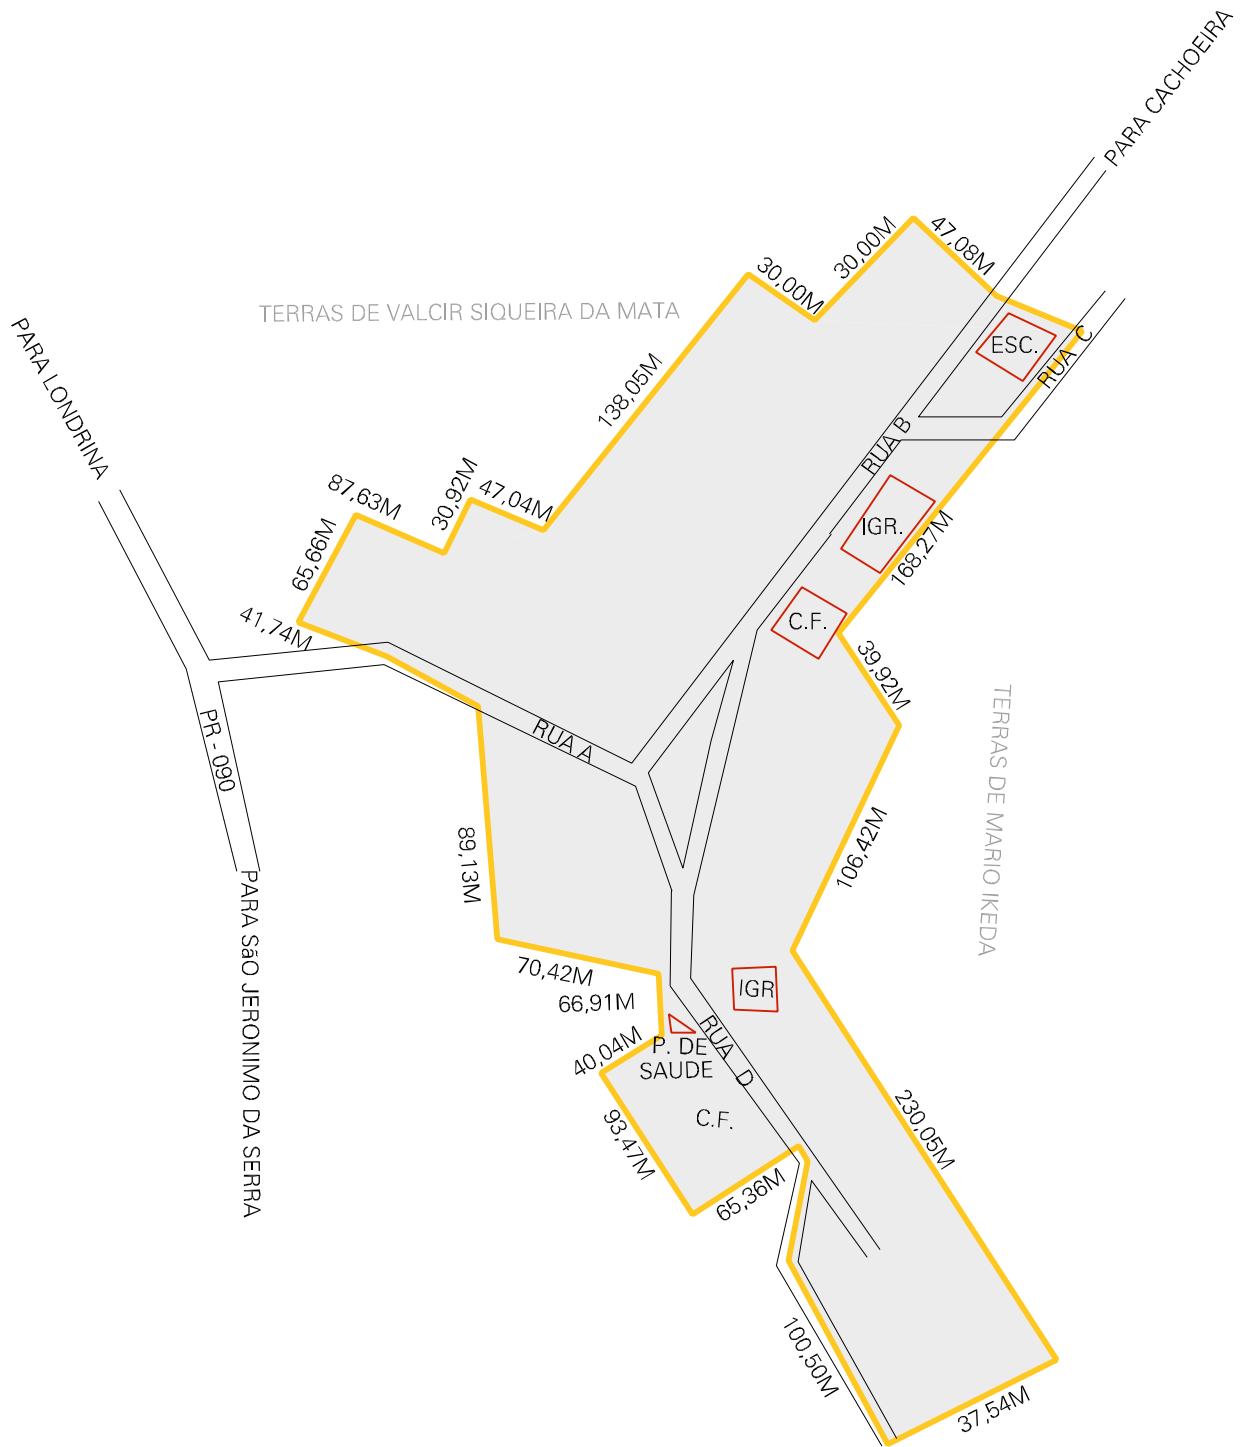 PARA CACHOEIRA
47,08M
30,00M
30,00M
TERRAS DE VALCIR SIQUEIRA DA MATA
ESC.
RUA C
PARA LONDRINA
138,05M
RUA B
87,63M
30,92M
47,04M
65,66M
IGR.
168,27M
41,74M
C.F.
39,92M
TERRAS DE MARIO IKEDA
PR - 090
RUA A
89,13M
106,42M
PARA SãO JERONIMO DA SERRA
70,42M
66,91M
IGR
40,04M
P. DE
SAUDE
RUA D
C.F.
93,47M
65,36M
230,05M
100,50M
37,54M